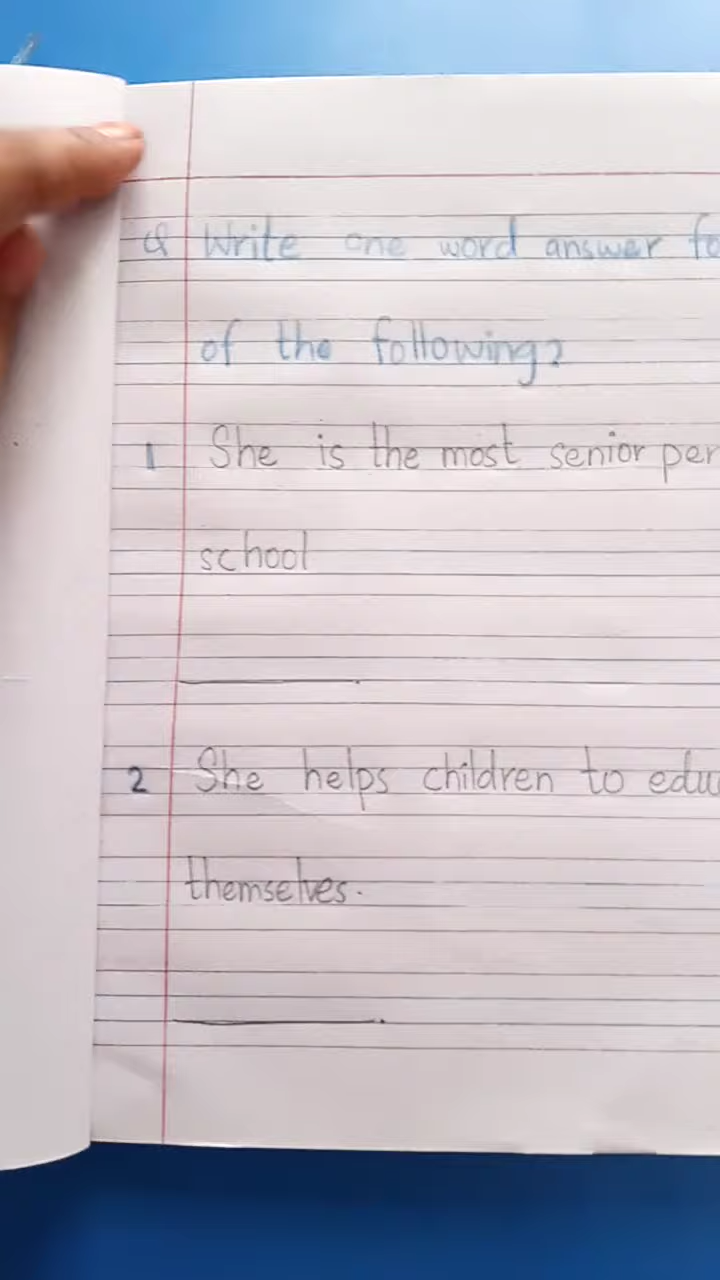 Q Write one word answer fo
of the following?
1 She is the most senior per
school
2 She helps children to edu
themselves.